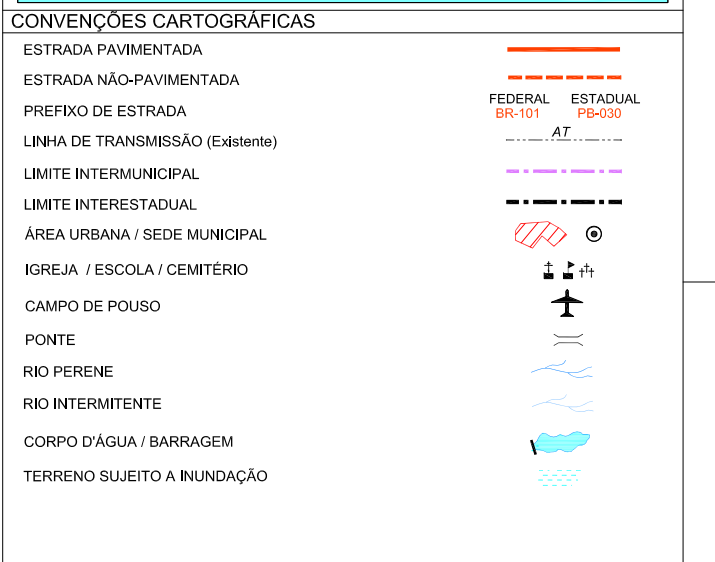 CONVENÇÕES CARTOGRÁFICAS
ESTRADA PAVIMENTADA
ESTRADA NÃO-PAVIMENTADA
PREFIXO DE ESTRADA
FEDERAL ESTADUAL
BR-101 PB-030
LINHA DE TRANSMISSÃO (Existente)
AT
LIMITE INTERMUNICIPAL
LIMITE INTERESTADUAL
ÁREA URBANA / SEDE MUNICIPAL
IGREJA / ESCOLA / CEMITÉRIO
CAMPO DE POUSO
PONTE
RIO PERENE
RIO INTERMITENTE
CORPO D'ÁGUA / BARRAGEM
TERRENO SUJEITO A INUNDAÇÃO